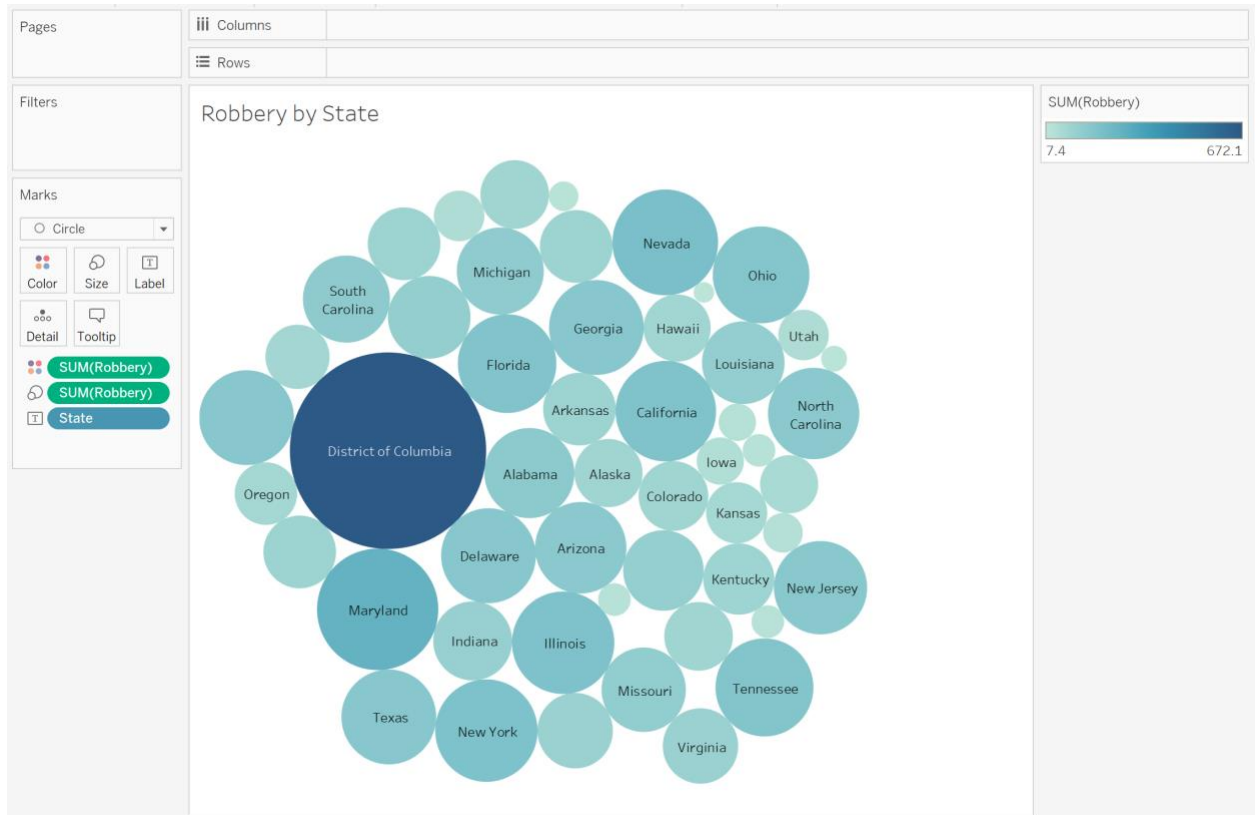 Pages
Columns
Rows
Filters
Marks
Circle
Color
Size
Label
Detail
Tooltip
SUM(Robbery)
SUM(Robbery)
State
Robbery by State
Nevada
Michigan
Ohio
South
Carolina
Georgia
Hawaii
Utah
Florida
Louisiana
Arkansas
California
North
Carolina
District of Columbia
Iowa
Alabama
Alaska
Oregon
Colorado
Kansas
Delaware
Arizona
Kentucky
New Jersey
Maryland
Indiana
Illinois
Missouri
Tennessee
Texas
New York
Virginia
SUM(Robbery)
7.4 672.1